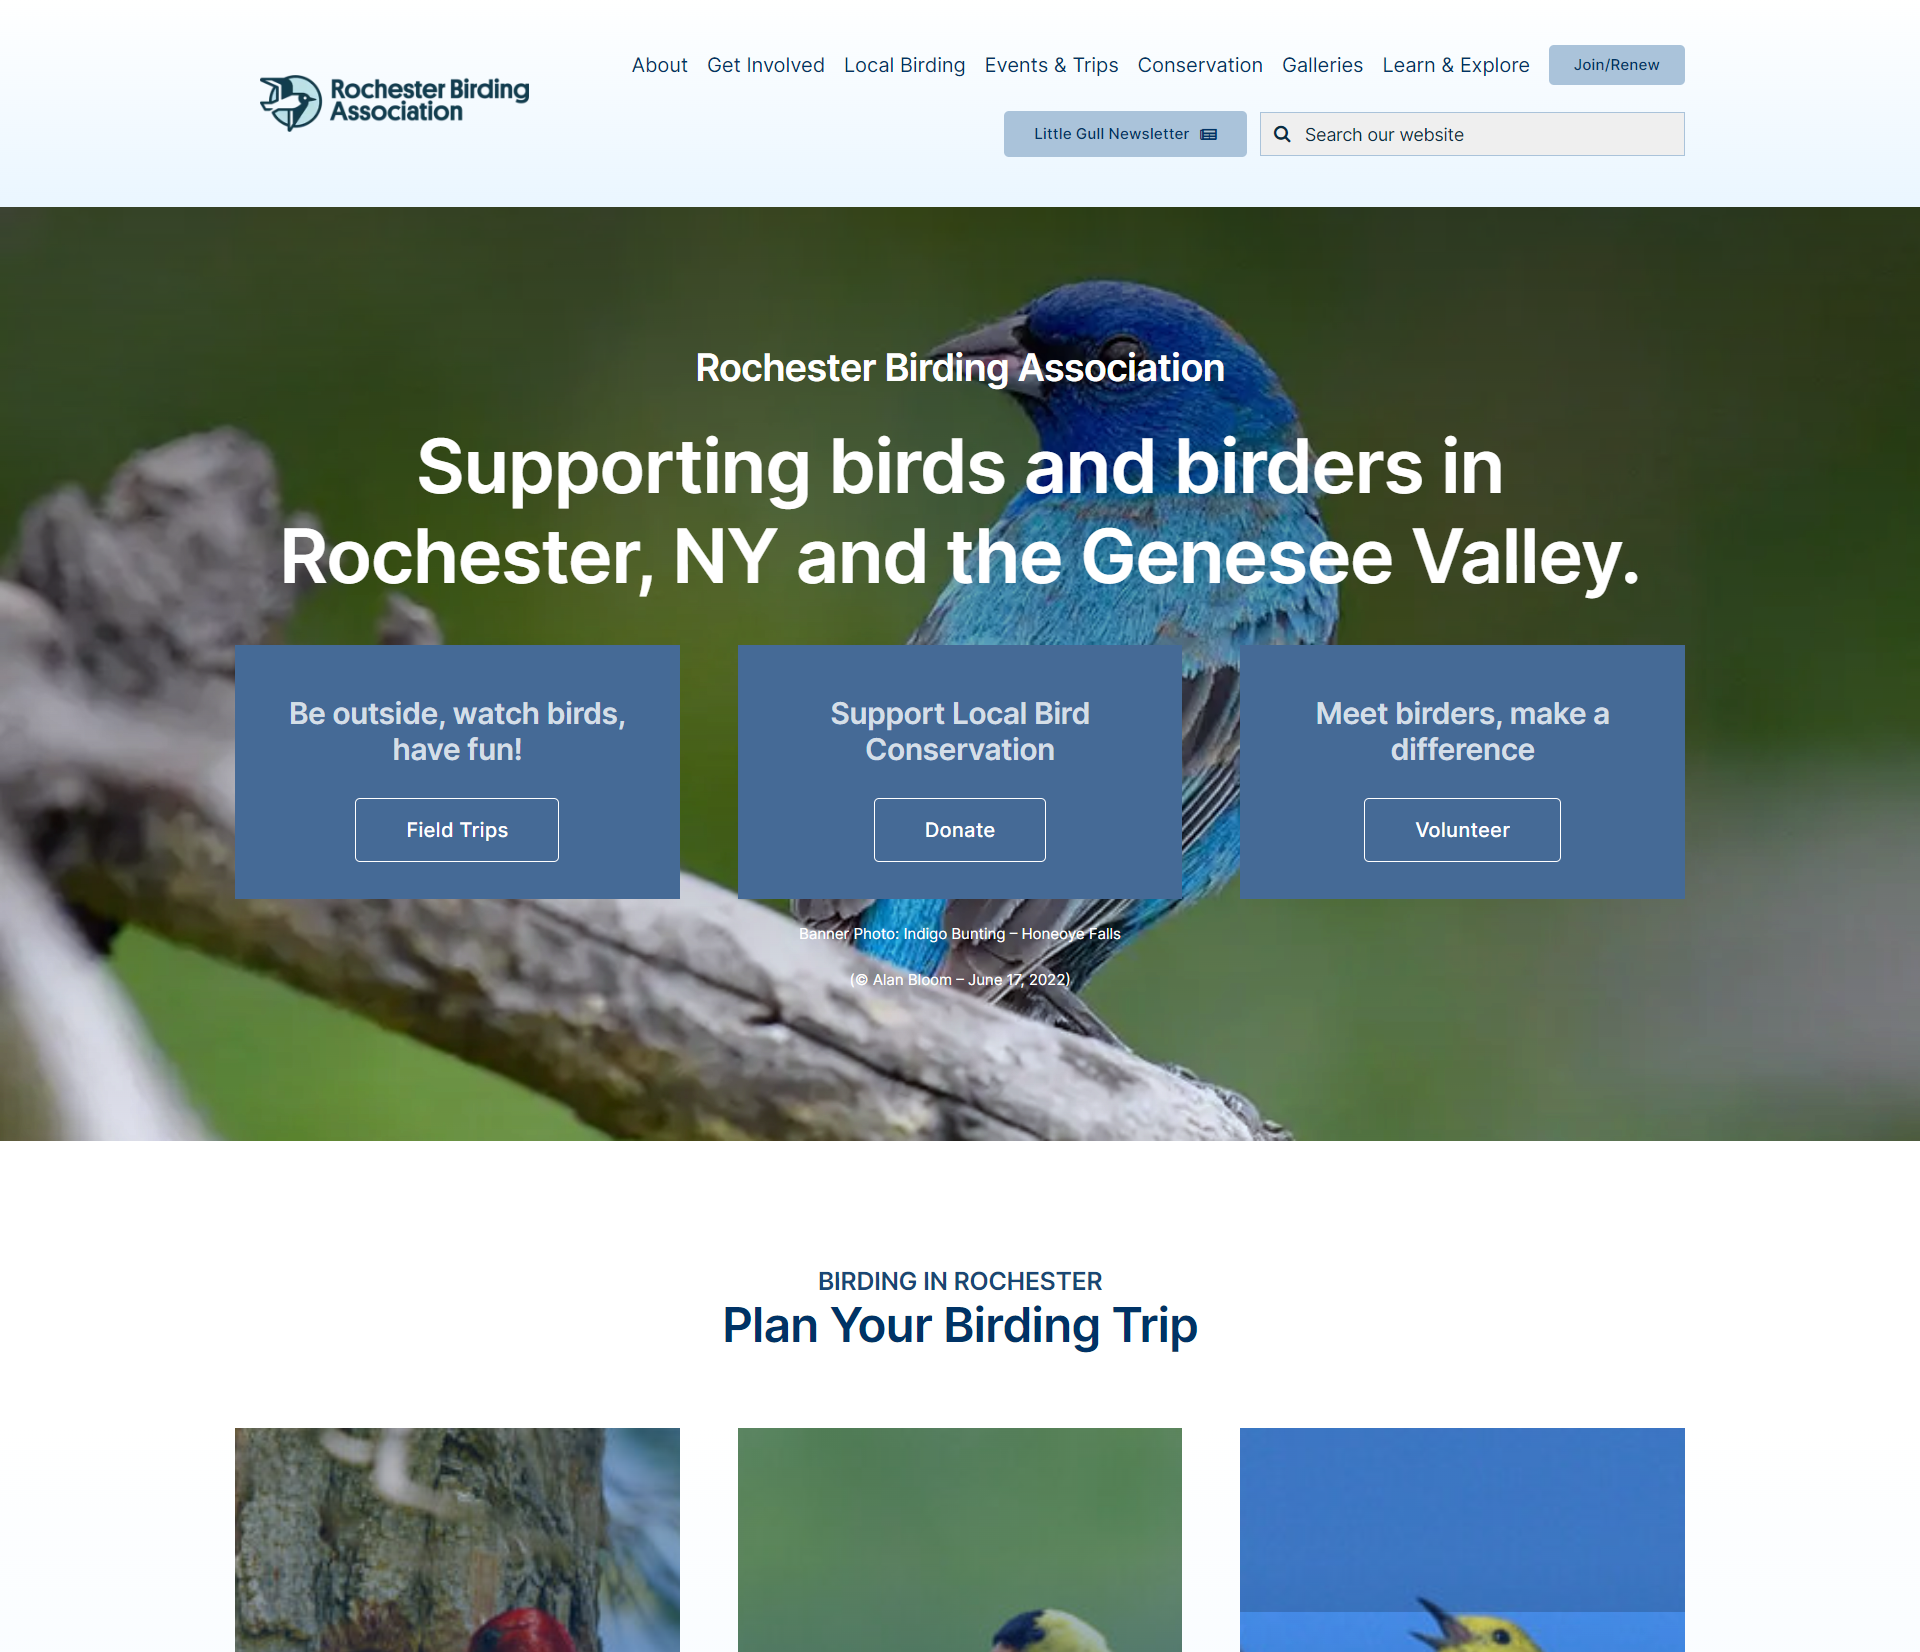 Rochester Birding
Association
About Get Involved Local Birding Events & Trips Conservation Galleries Learn & Explore Join/Renew
Little Gull Newsletter Search our website
Rochester Birding Association
Supporting birds and birders in
Rochester, NY and the Genesee Valley.
Be outside, watch birds,
have fun!
Field Trips
Support Local Bird
Conservation
Donate
Meet birders, make a
difference
Volunteer
Banner Photo: Indigo Bunting – Honeoye Falls
(© Alan Bloom – June 17, 2022)
BIRDING IN ROCHESTER
Plan Your Birding Trip